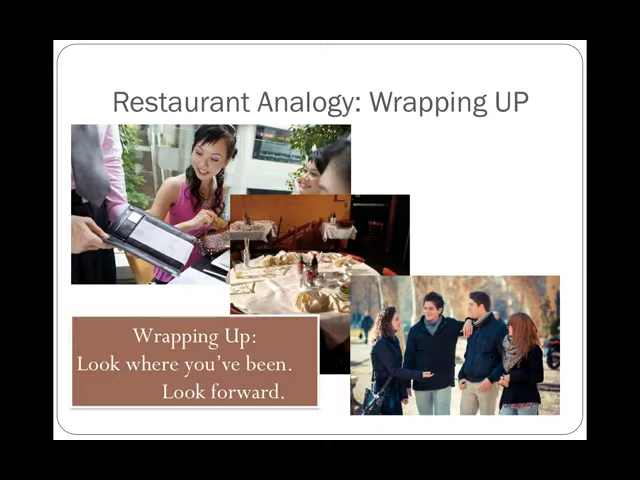 Restaurant Analogy: Wrapping UP
Wrapping Up:
Look where you've been.
Look forward.